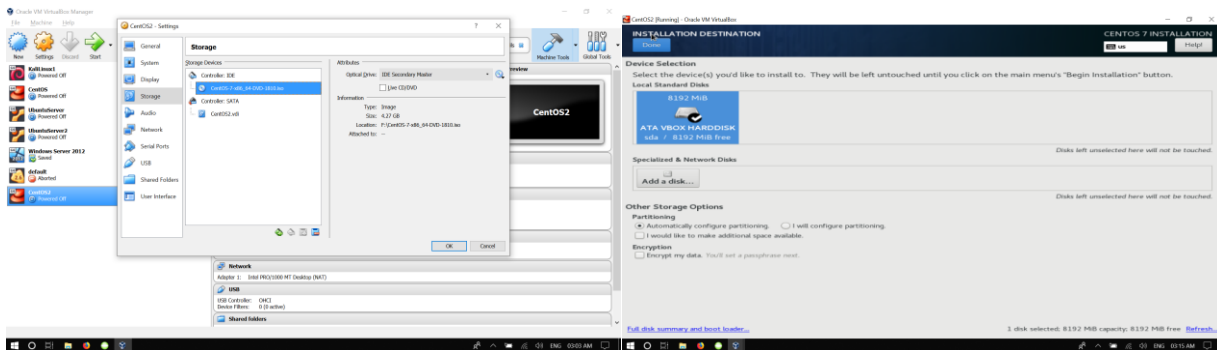 Oracle VM VirtualBox Manager
File Machine Help
New Settings Discard Start
Machine Tools Global Tools
KaliLinux1
Powered Off
CentOS
Powered Off
UbuntuServer
Powered Off
UbuntuServer2
Powered Off
Windows Server 2012
Saved
default
Aborted
CentOS2
Powered Off
CentOS2 - Settings
General
System
Display
Storage
Audio
Network
Serial Ports
USB
Shared Folders
User Interface
Storage
Storage Devices
Controller: IDE
CentOS-7-x86_64-DVD-1810.iso
Controller: SATA
CentOS2.vdi
Attributes
Optical Drive: IDE Secondary Master
Live CD/DVD
Information
Type: Image
Size: 4.27 GB
Location: F:\CentOS-7-x86_64-DVD-1810.iso
Attached to: --
OK Cancel
CentOS2
Network
Adapter 1: Intel PRO/1000 MT Desktop (NAT)
USB
USB Controller: OHCI
Device Filters: 0 (0 active)
Shared folders
ENG 03:03 AM
CentOS2 [Running] - Oracle VM VirtualBox
INSTALLATION DESTINATION
Done
CENTOS 7 INSTALLATION
us
Help!
Device Selection
Select the device(s) you'd like to install to. They will be left untouched until you click on the main menu's "Begin Installation" button.
Local Standard Disks
8192 MiB
ATA VBOX HARDDISK
sda / 8192 MiB free
Disks left unselected here will not be touched.
Specialized & Network Disks
Add a disk...
Disks left unselected here will not be touched.
Other Storage Options
Partitioning
Automatically configure partitioning. I will configure partitioning.
I would like to make additional space available.
Encryption
Encrypt my data. You'll set a passphrase next.
Full disk summary and boot loader...
1 disk selected; 8192 MiB capacity; 8192 MiB free Refresh...
ENG 03:15 AM